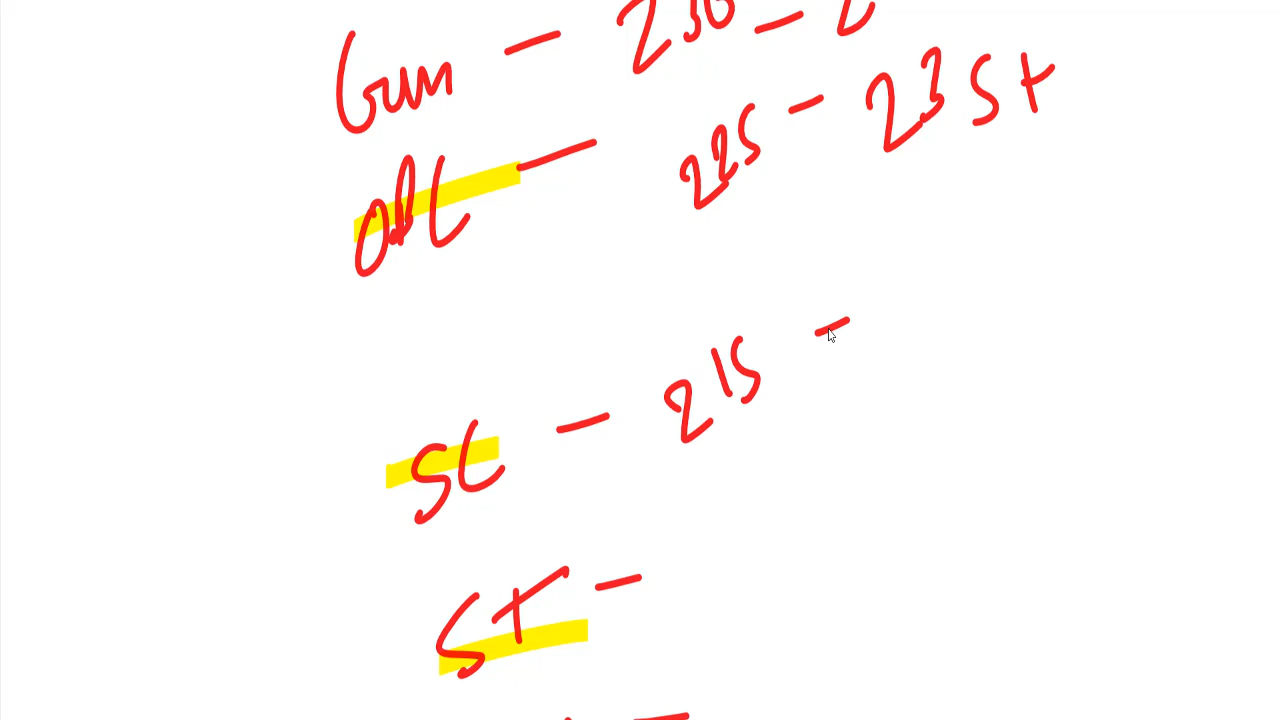 Gen - 230 - 2
OBC - 225 - 235+
SC - 215 -
ST -